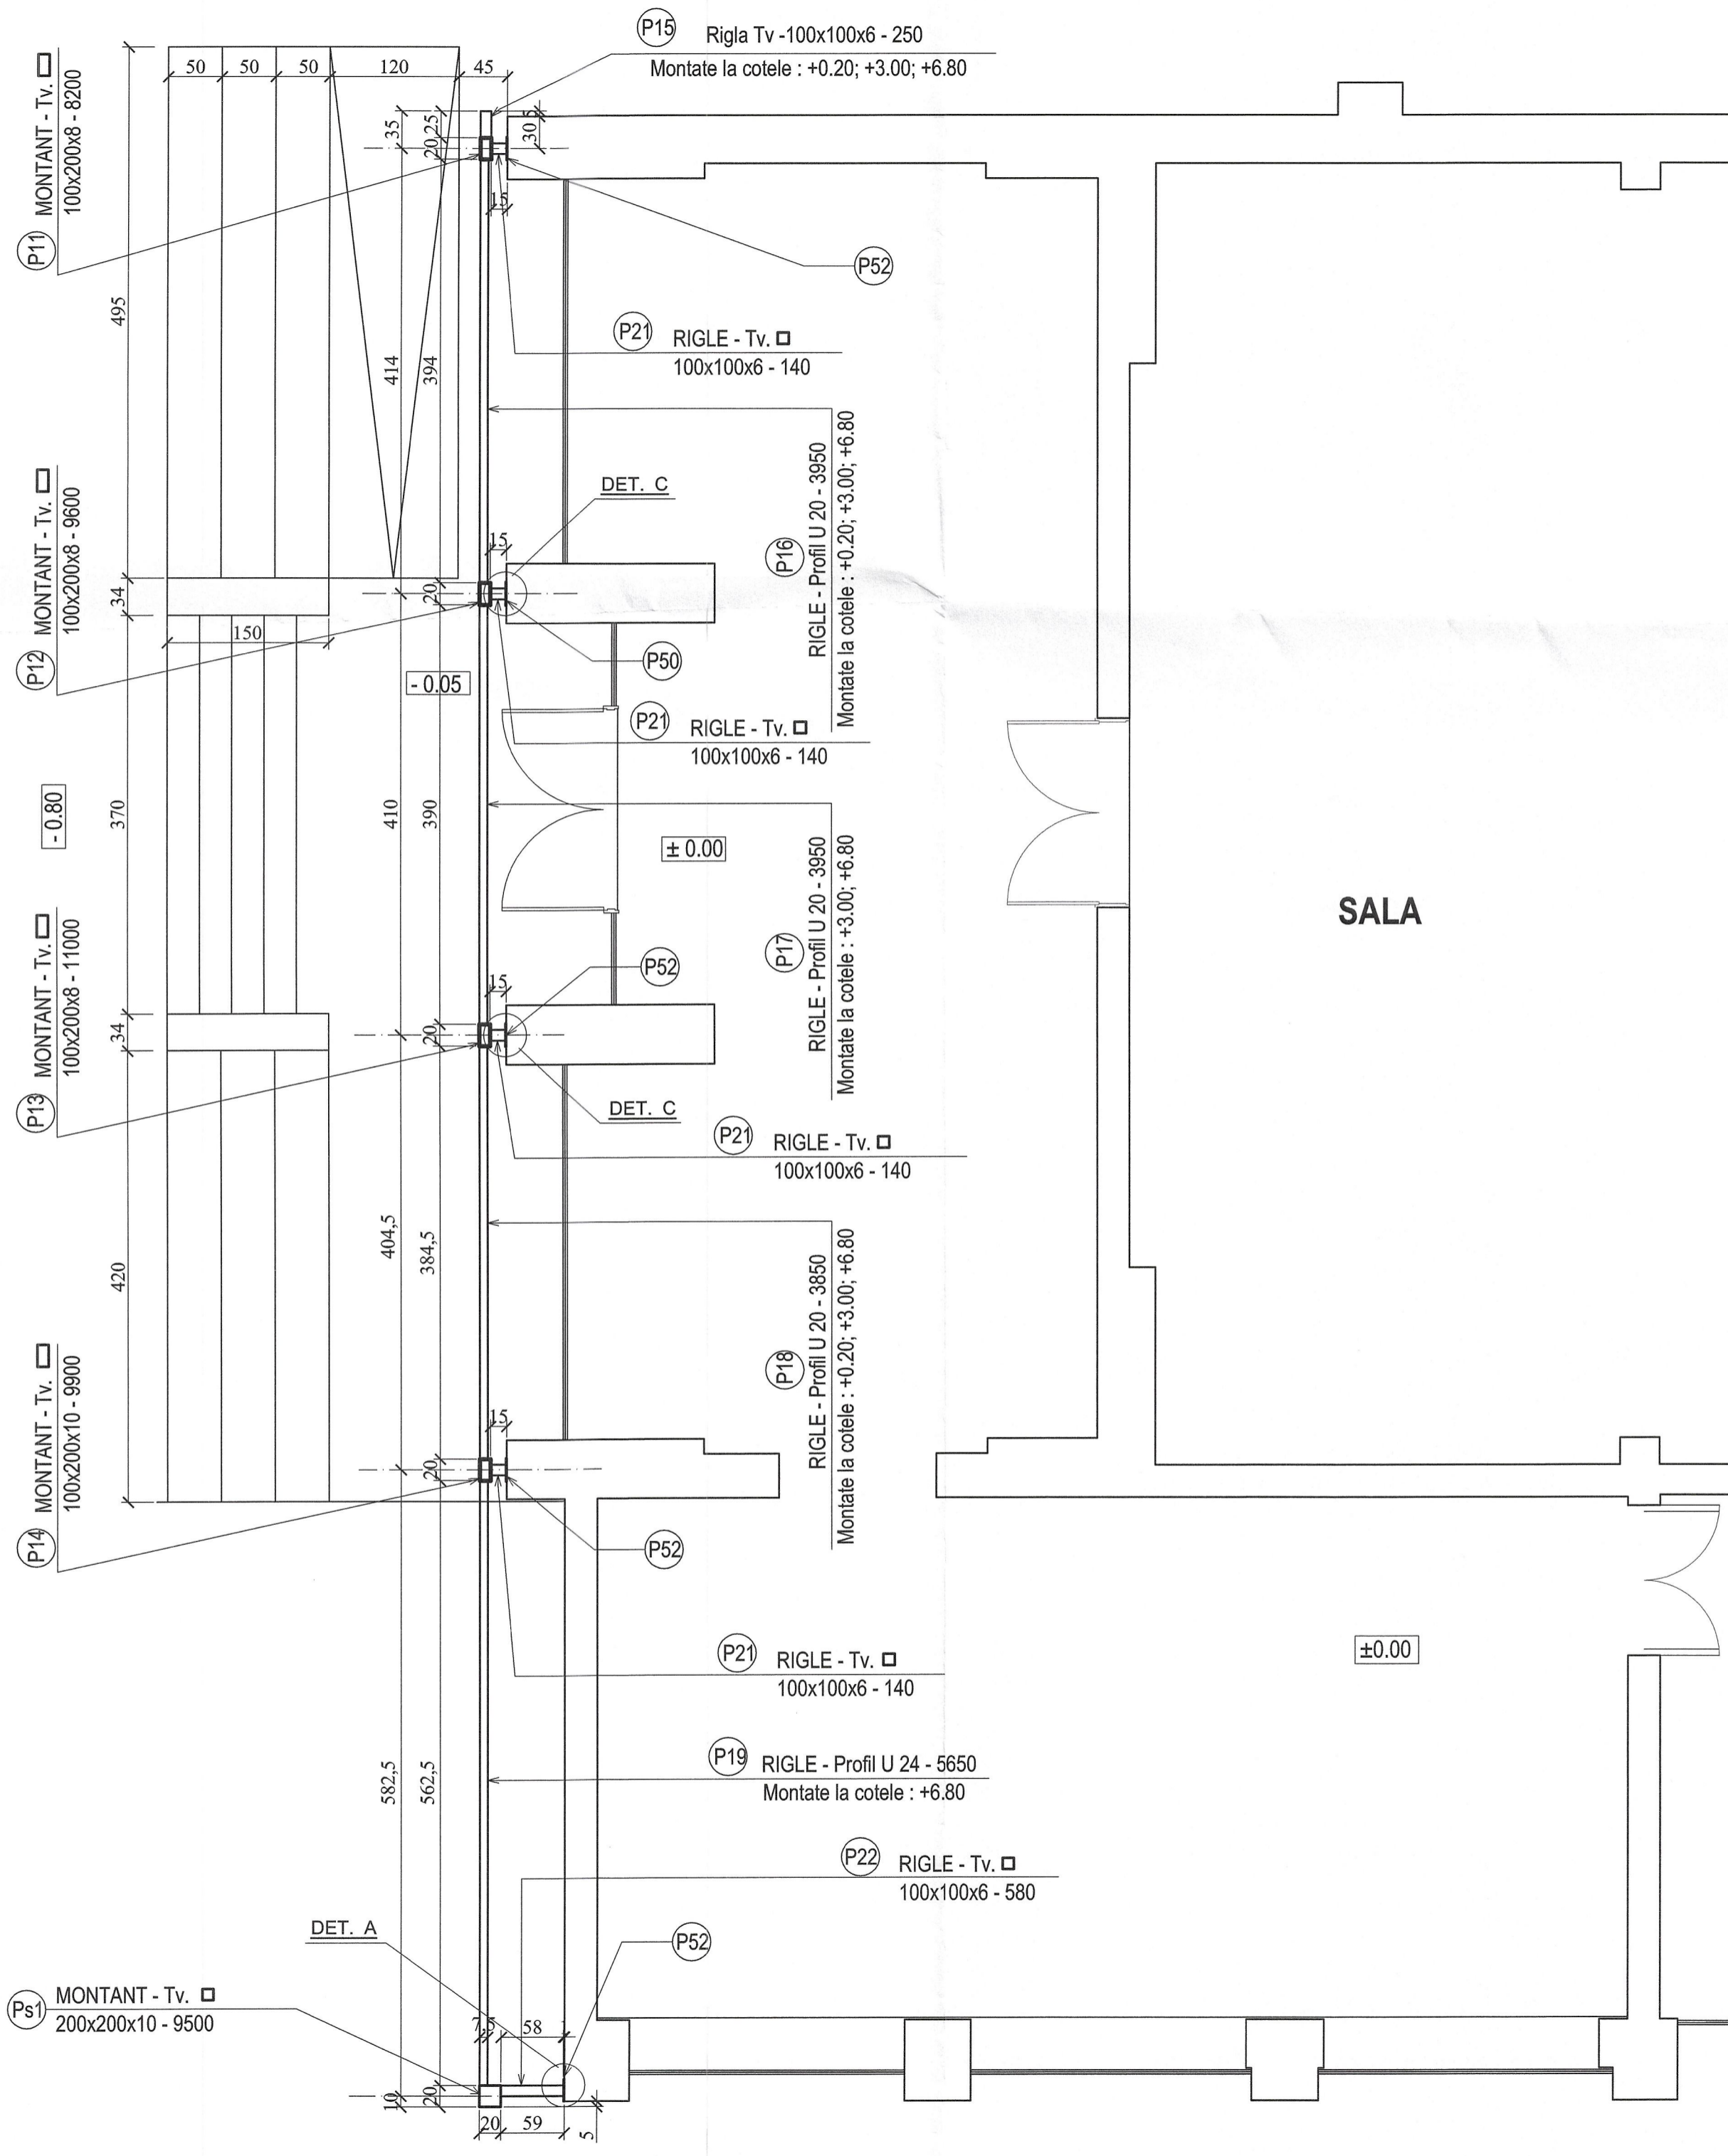 P15 Rigla Tv -100x100x6 - 250
Montate la cotele : +0.20; +3.00; +6.80
50 50 50 120 45
35
25
20
30
5
15
P11 MONTANT - Tv.
100x200x8 - 8200
P52
495
414
394
P21 RIGLE - Tv.
100x100x6 - 140
P16 RIGLE - Profil U 20 - 3950
Montate la cotele : +0.20; +3.00; +6.80
DET. C
15
P12 MONTANT - Tv.
100x200x8 - 9600
34
20
150
P50
- 0.05
P21 RIGLE - Tv.
100x100x6 - 140
- 0.80
370
410
390
± 0.00
P17 RIGLE - Profil U 20 - 3950
Montate la cotele : +3.00; +6.80
SALA
P13 MONTANT - Tv.
100x200x8 - 11000
P52
15
34
20
DET. C
P21 RIGLE - Tv.
100x100x6 - 140
420
404,5
384,5
P18 RIGLE - Profil U 20 - 3850
Montate la cotele : +0.20; +3.00; +6.80
P14 MONTANT - Tv.
100x200x10 - 9900
15
20
P52
P21 RIGLE - Tv.
100x100x6 - 140
±0.00
582,5
562,5
P19 RIGLE - Profil U 24 - 5650
Montate la cotele : +6.80
P22 RIGLE - Tv.
100x100x6 - 580
DET. A
P52
Ps1 MONTANT - Tv.
200x200x10 - 9500
7,5 58 1
10
20
20 59
5